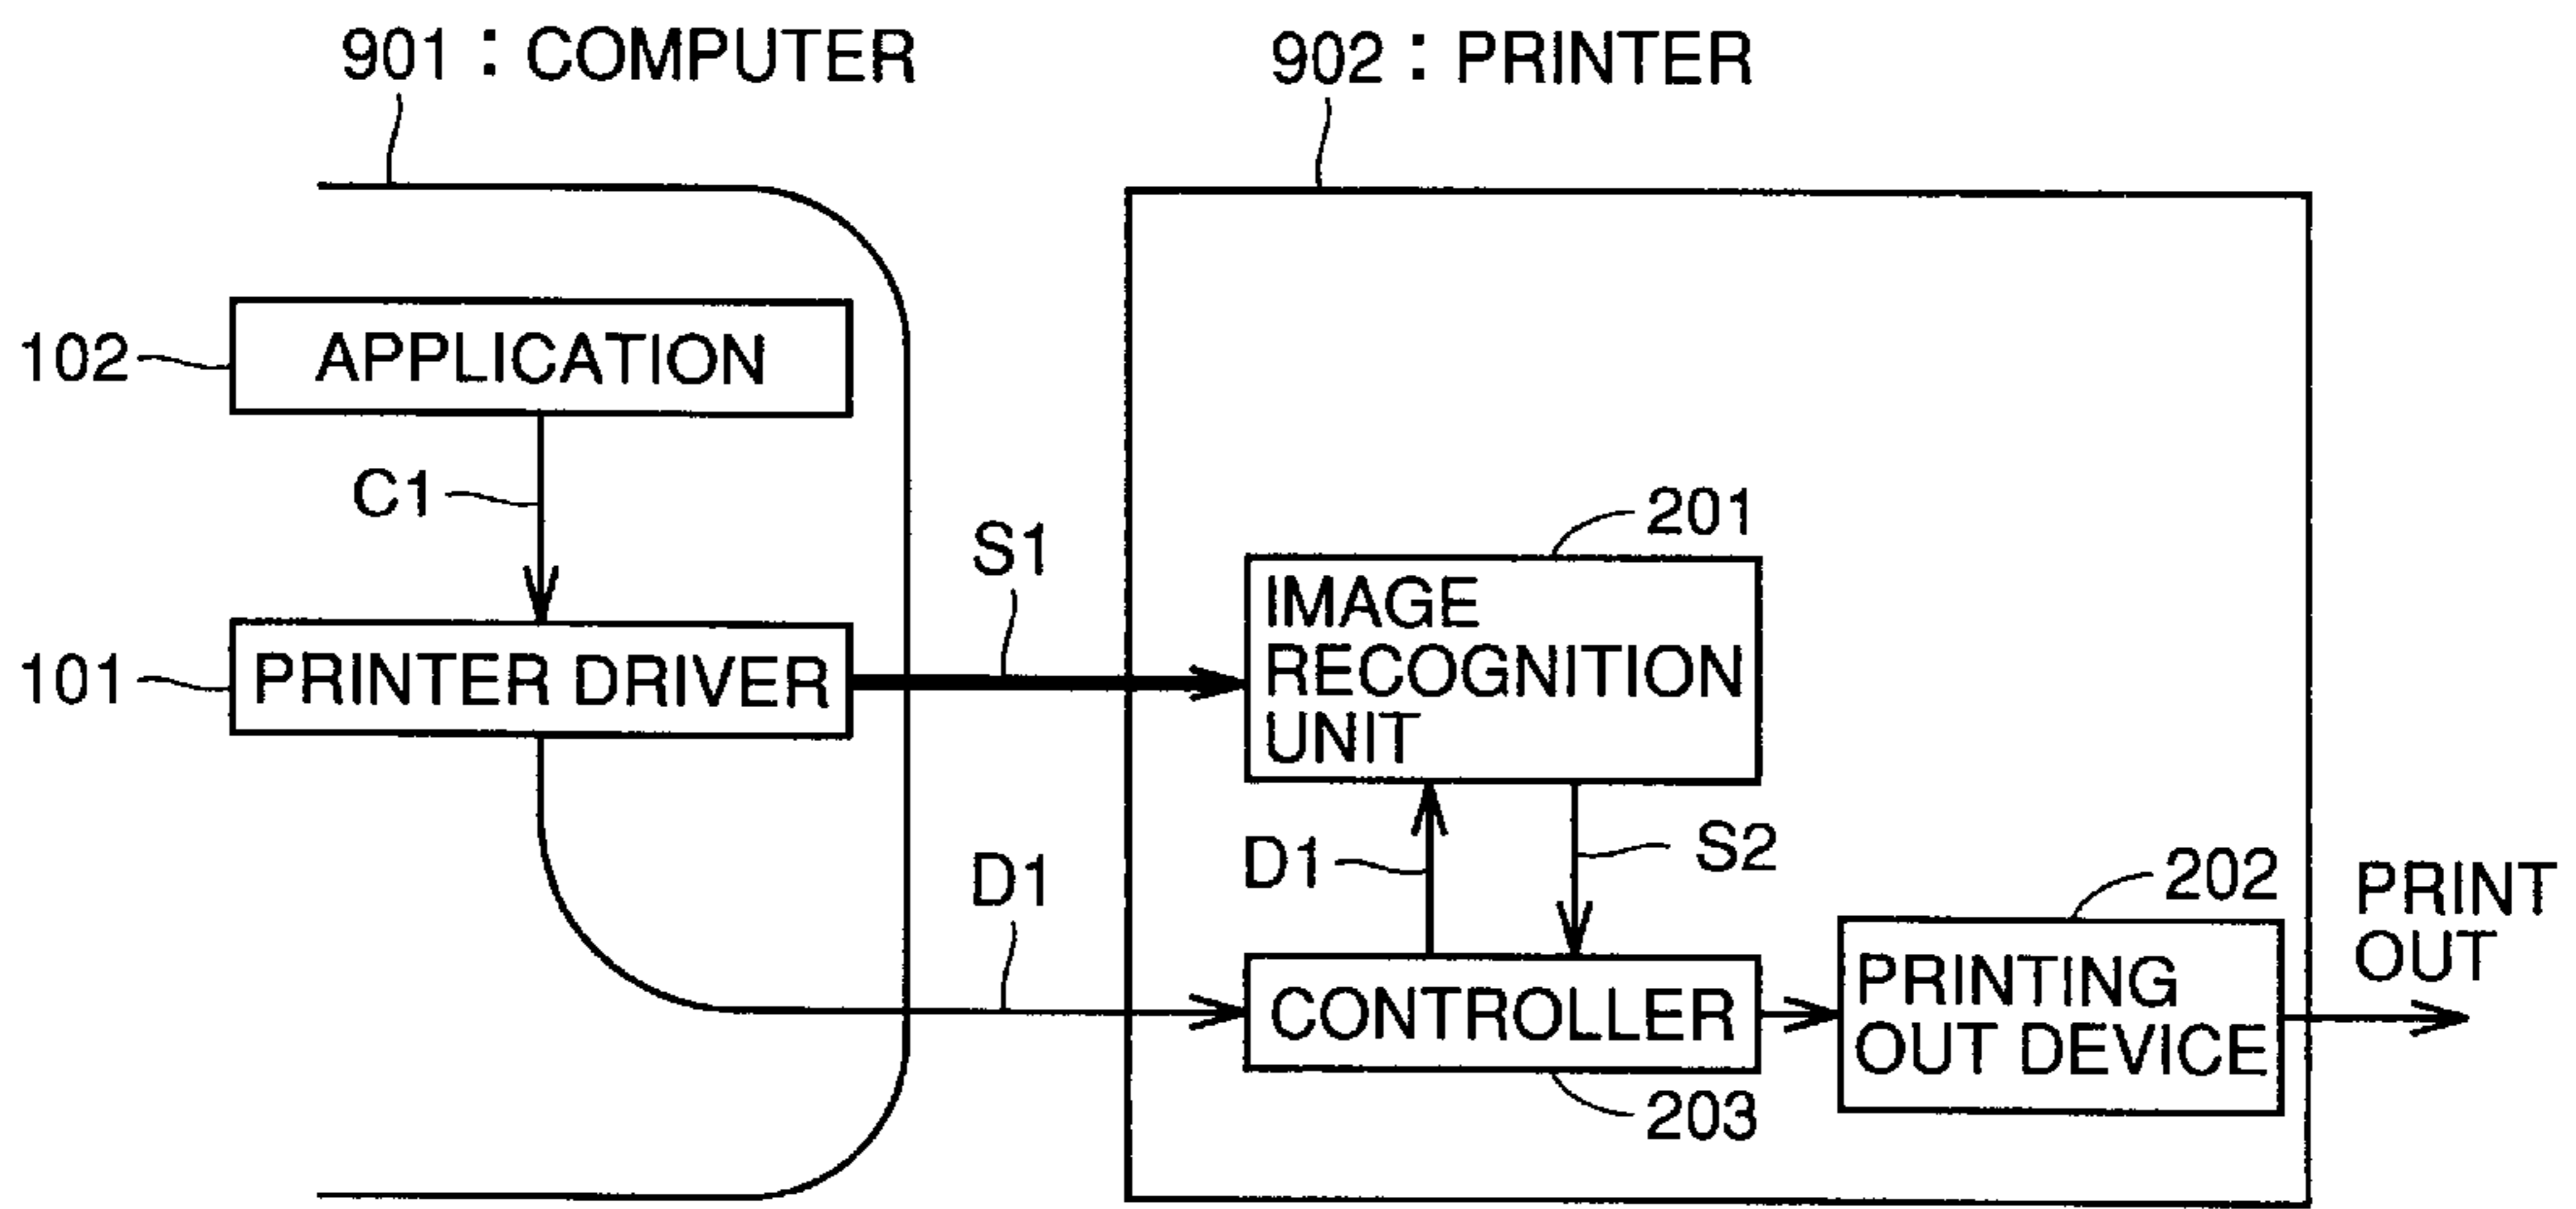 901 : COMPUTER
902 : PRINTER
102
APPLICATION
C1
101
PRINTER DRIVER
S1
D1
201
IMAGE
RECOGNITION
UNIT
D1
S2
CONTROLLER
203
202
PRINTING
OUT DEVICE
PRINT
OUT